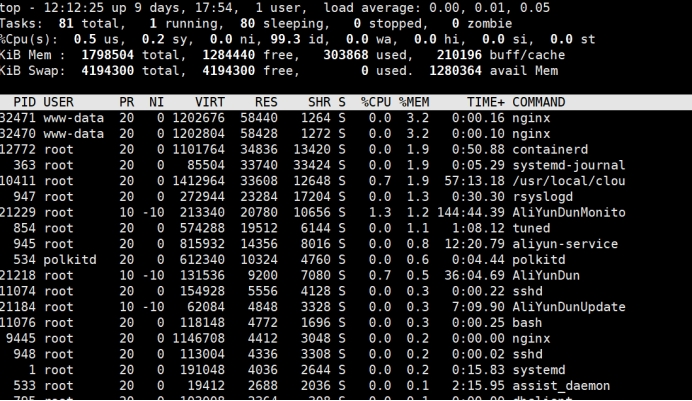 top - 12:12:25 up 9 days, 17:54,  1 user,  load average: 0.00, 0.01, 0.05
Tasks:  81 total,   1 running,  80 sleeping,   0 stopped,   0 zombie
%Cpu(s):  0.5 us,  0.2 sy,  0.0 ni, 99.3 id,  0.0 wa,  0.0 hi,  0.0 si,  0.0 st
KiB Mem :  1798504 total,  1284440 free,   303868 used,   210196 buff/cache
KiB Swap:  4194300 total,  4194300 free,        0 used.  1280364 avail Mem
PID USER      PR  NI    VIRT    RES    SHR S  %CPU %MEM     TIME+ COMMAND
32471 www-data  20   0 1202676  58440   1264 S   0.0  3.2   0:00.16 nginx
32470 www-data  20   0 1202804  58428   1272 S   0.0  3.2   0:00.10 nginx
12772 root      20   0 1101764  34836  13420 S   0.0  1.9   0:50.88 containerd
363 root      20   0   85504  33740  33424 S   0.0  1.9   0:05.29 systemd-journal
10411 root      20   0 1412964  33608  12648 S   0.7  1.9  57:13.18 /usr/local/clou
947 root      20   0  272944  23284  17204 S   0.0  1.3   0:30.30 rsyslogd
21229 root      10 -10  213340  20780  10656 S   1.3  1.2 144:44.39 AliYunDunMonito
854 root      20   0  574288  19512   6144 S   0.0  1.1   1:08.12 tuned
945 root      20   0  815932  14356   8016 S   0.0  0.8  12:20.79 aliyun-service
534 polkitd   20   0  612340  10324   4760 S   0.0  0.6   0:04.44 polkitd
21218 root      10 -10  131536   9200   7080 S   0.7  0.5  36:04.69 AliYunDun
11074 root      20   0  154928   5556   4128 S   0.0  0.3   0:00.22 sshd
21184 root      10 -10   62084   4848   3328 S   0.0  0.3   7:09.90 AliYunDunUpdate
11076 root      20   0  118148   4772   1696 S   0.0  0.3   0:00.25 bash
9445 root      20   0 1146708   4412   3048 S   0.0  0.2   0:00.00 nginx
948 root      20   0  113004   4336   3308 S   0.0  0.2   0:00.02 sshd
1 root      20   0  191048   4036   2644 S   0.0  0.2   0:15.83 systemd
533 root      20   0   19412   2688   2036 S   0.0  0.1   2:15.95 assist_daemon